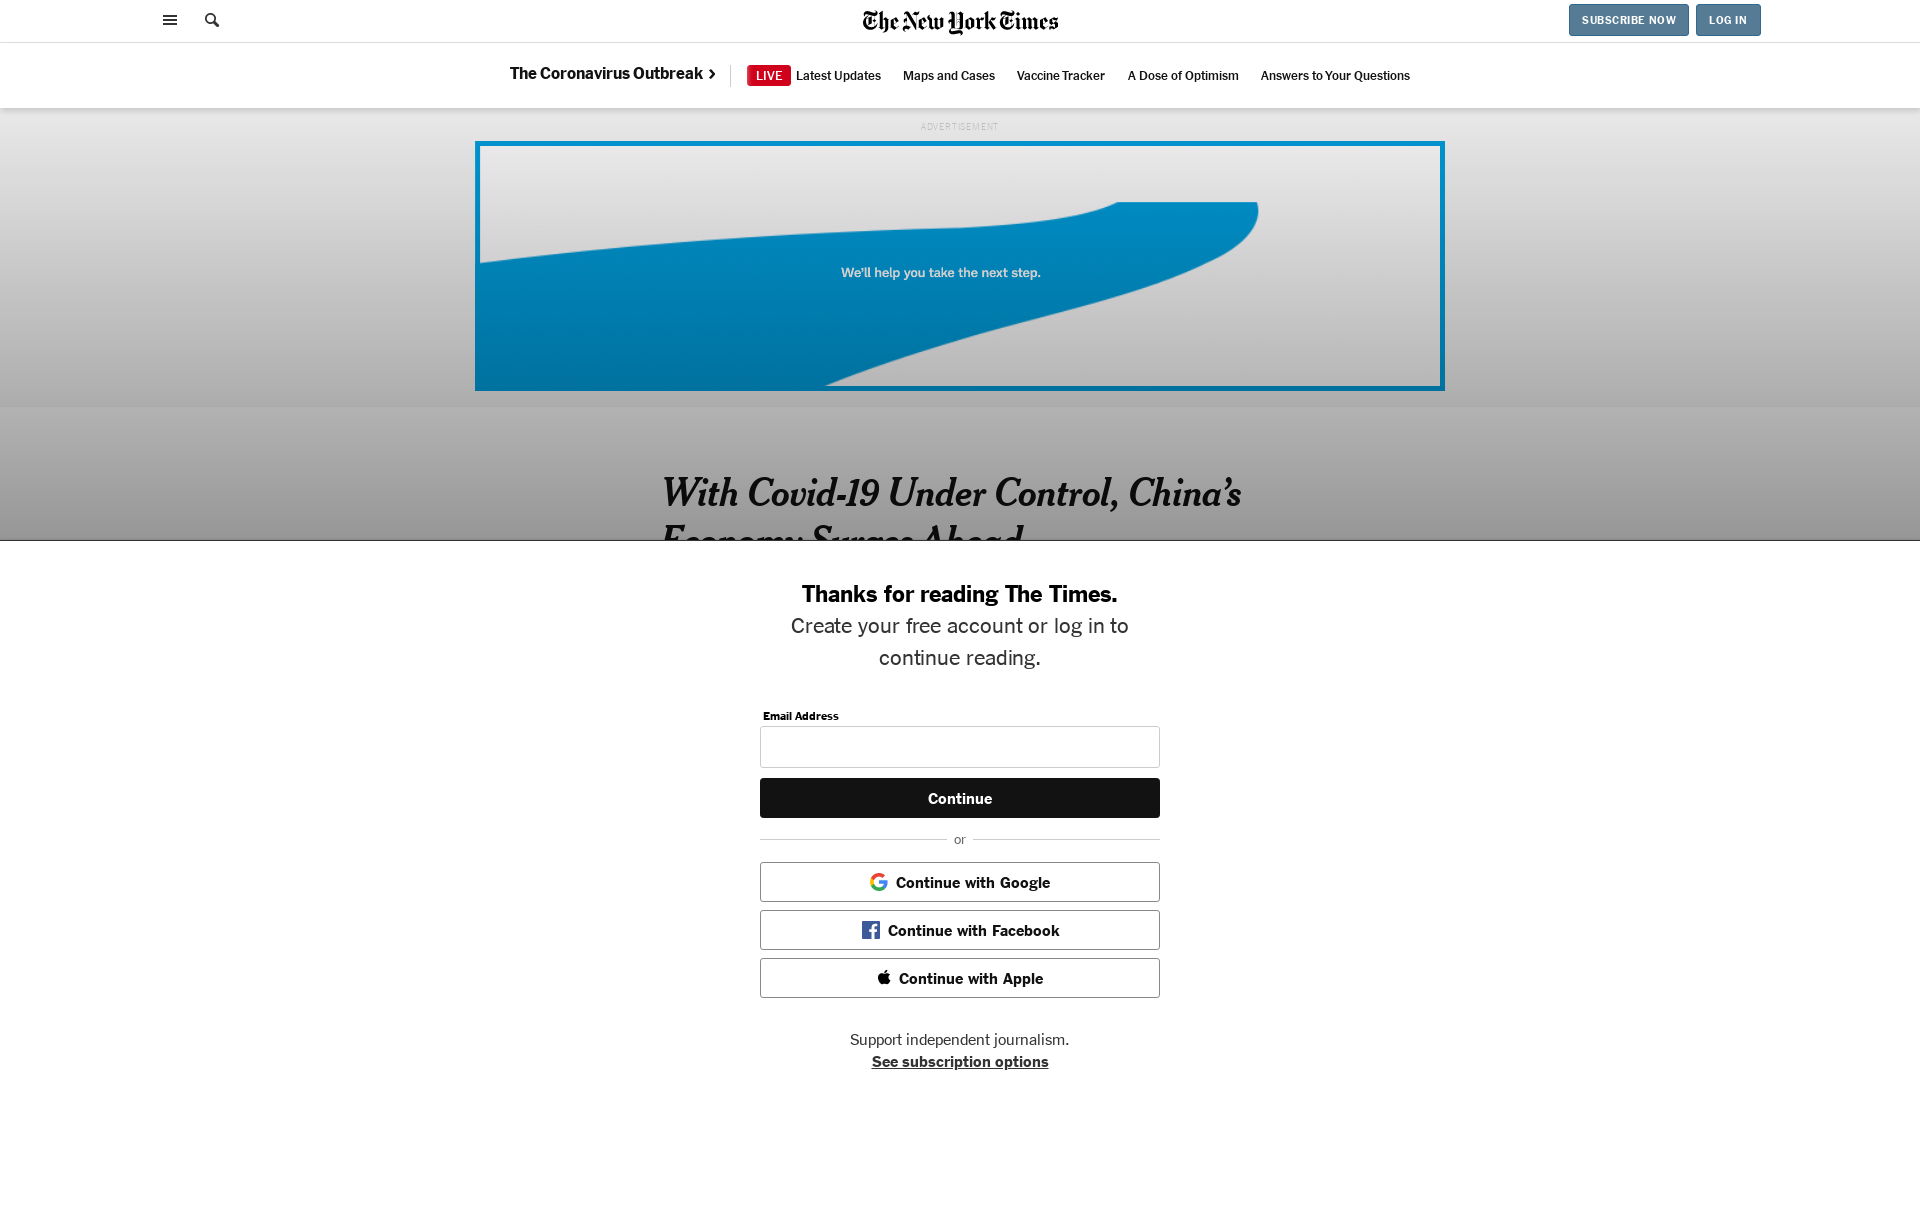 The New York Times
SUBSCRIBE NOW
LOG IN
The Coronavirus Outbreak
LIVE Latest Updates
Maps and Cases
Vaccine Tracker
A Dose of Optimism
Answers to Your Questions
ADVERTISEMENT
We'll help you take the next step.
With Covid-19 Under Control, China’s
Economy Surges Ahead
Thanks for reading The Times.
Create your free account or log in to
continue reading.
Email Address
Continue
or
Continue with Google
Continue with Facebook
Continue with Apple
Support independent journalism.
See subscription options